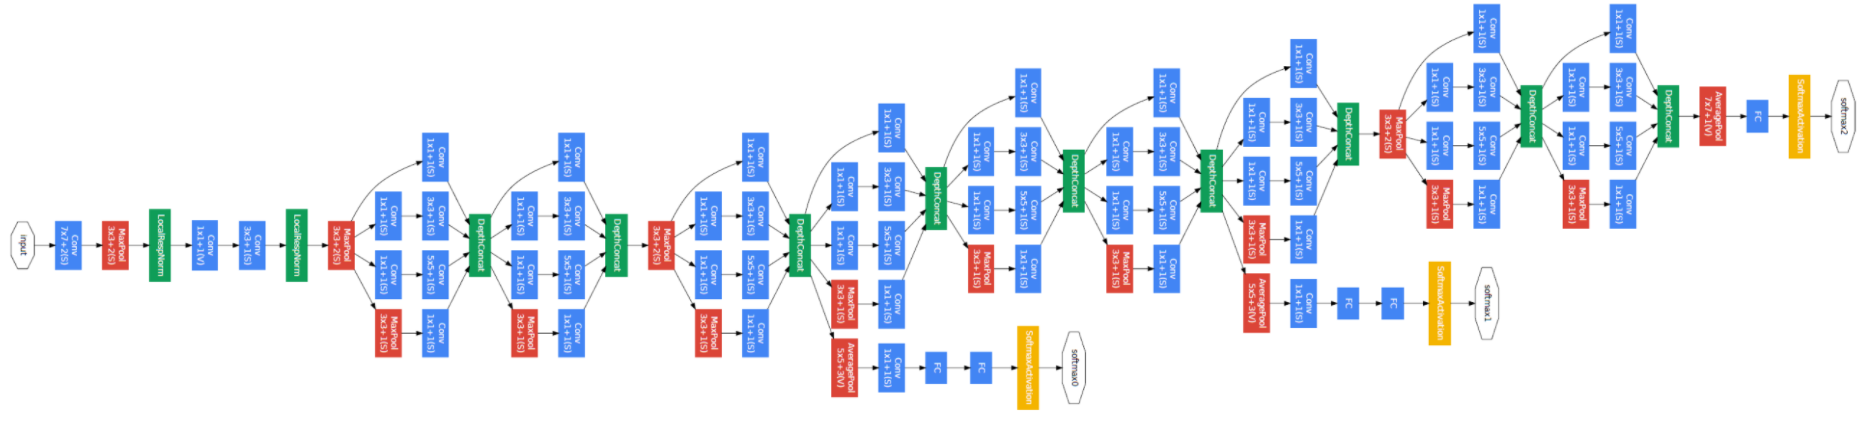 input
Conv
7x7+2(S)
MaxPool
3x3+2(S)
LocalRespNorm
Conv
1x1+1(V)
Conv
3x3+1(S)
LocalRespNorm
MaxPool
3x3+2(S)
Conv
1x1+1(S)
Conv
1x1+1(S)
MaxPool
3x3+1(S)
Conv
1x1+1(S)
Conv
3x3+1(S)
Conv
5x5+1(S)
Conv
1x1+1(S)
DepthConcat
Conv
1x1+1(S)
Conv
1x1+1(S)
MaxPool
3x3+1(S)
Conv
1x1+1(S)
Conv
3x3+1(S)
Conv
5x5+1(S)
Conv
1x1+1(S)
DepthConcat
MaxPool
3x3+2(S)
Conv
1x1+1(S)
Conv
1x1+1(S)
MaxPool
3x3+1(S)
Conv
1x1+1(S)
Conv
3x3+1(S)
Conv
5x5+1(S)
Conv
1x1+1(S)
DepthConcat
Conv
1x1+1(S)
Conv
1x1+1(S)
MaxPool
3x3+1(S)
AveragePool
5x5+3(V)
Conv
1x1+1(S)
Conv
3x3+1(S)
Conv
5x5+1(S)
Conv
1x1+1(S)
Conv
1x1+1(S)
DepthConcat
FC
Conv
1x1+1(S)
Conv
1x1+1(S)
MaxPool
3x3+1(S)
FC
Conv
1x1+1(S)
Conv
3x3+1(S)
Conv
5x5+1(S)
Conv
1x1+1(S)
SoftmaxActivation
DepthConcat
softmax0
Conv
1x1+1(S)
Conv
1x1+1(S)
MaxPool
3x3+1(S)
Conv
1x1+1(S)
Conv
3x3+1(S)
Conv
5x5+1(S)
Conv
1x1+1(S)
DepthConcat
Conv
1x1+1(S)
Conv
1x1+1(S)
MaxPool
3x3+1(S)
AveragePool
5x5+3(V)
Conv
1x1+1(S)
Conv
3x3+1(S)
Conv
5x5+1(S)
Conv
1x1+1(S)
Conv
1x1+1(S)
DepthConcat
FC
MaxPool
3x3+2(S)
FC
Conv
1x1+1(S)
Conv
1x1+1(S)
MaxPool
3x3+1(S)
SoftmaxActivation
Conv
1x1+1(S)
Conv
3x3+1(S)
Conv
5x5+1(S)
Conv
1x1+1(S)
softmax1
DepthConcat
Conv
1x1+1(S)
Conv
1x1+1(S)
MaxPool
3x3+1(S)
Conv
1x1+1(S)
Conv
3x3+1(S)
Conv
5x5+1(S)
Conv
1x1+1(S)
DepthConcat
AveragePool
7x7+1(V)
FC
SoftmaxActivation
softmax2